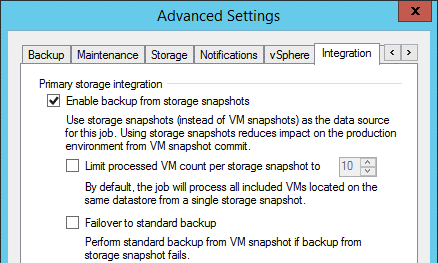 Advanced Settings
x
Backup Maintenance Storage Notifications vSphere Integration < >
Primary storage integration
Enable backup from storage snapshots
Use storage snapshots (instead of VM snapshots) as the data source
for this job. Using storage snapshots reduces impact on the production
environment from VM snapshot commit.
Limit processed VM count per storage snapshot to 10
By default, the job will process all included VMs located on the
same datastore from a single storage snapshot.
Failover to standard backup
Perform standard backup from VM snapshot if backup from
storage snapshot fails.